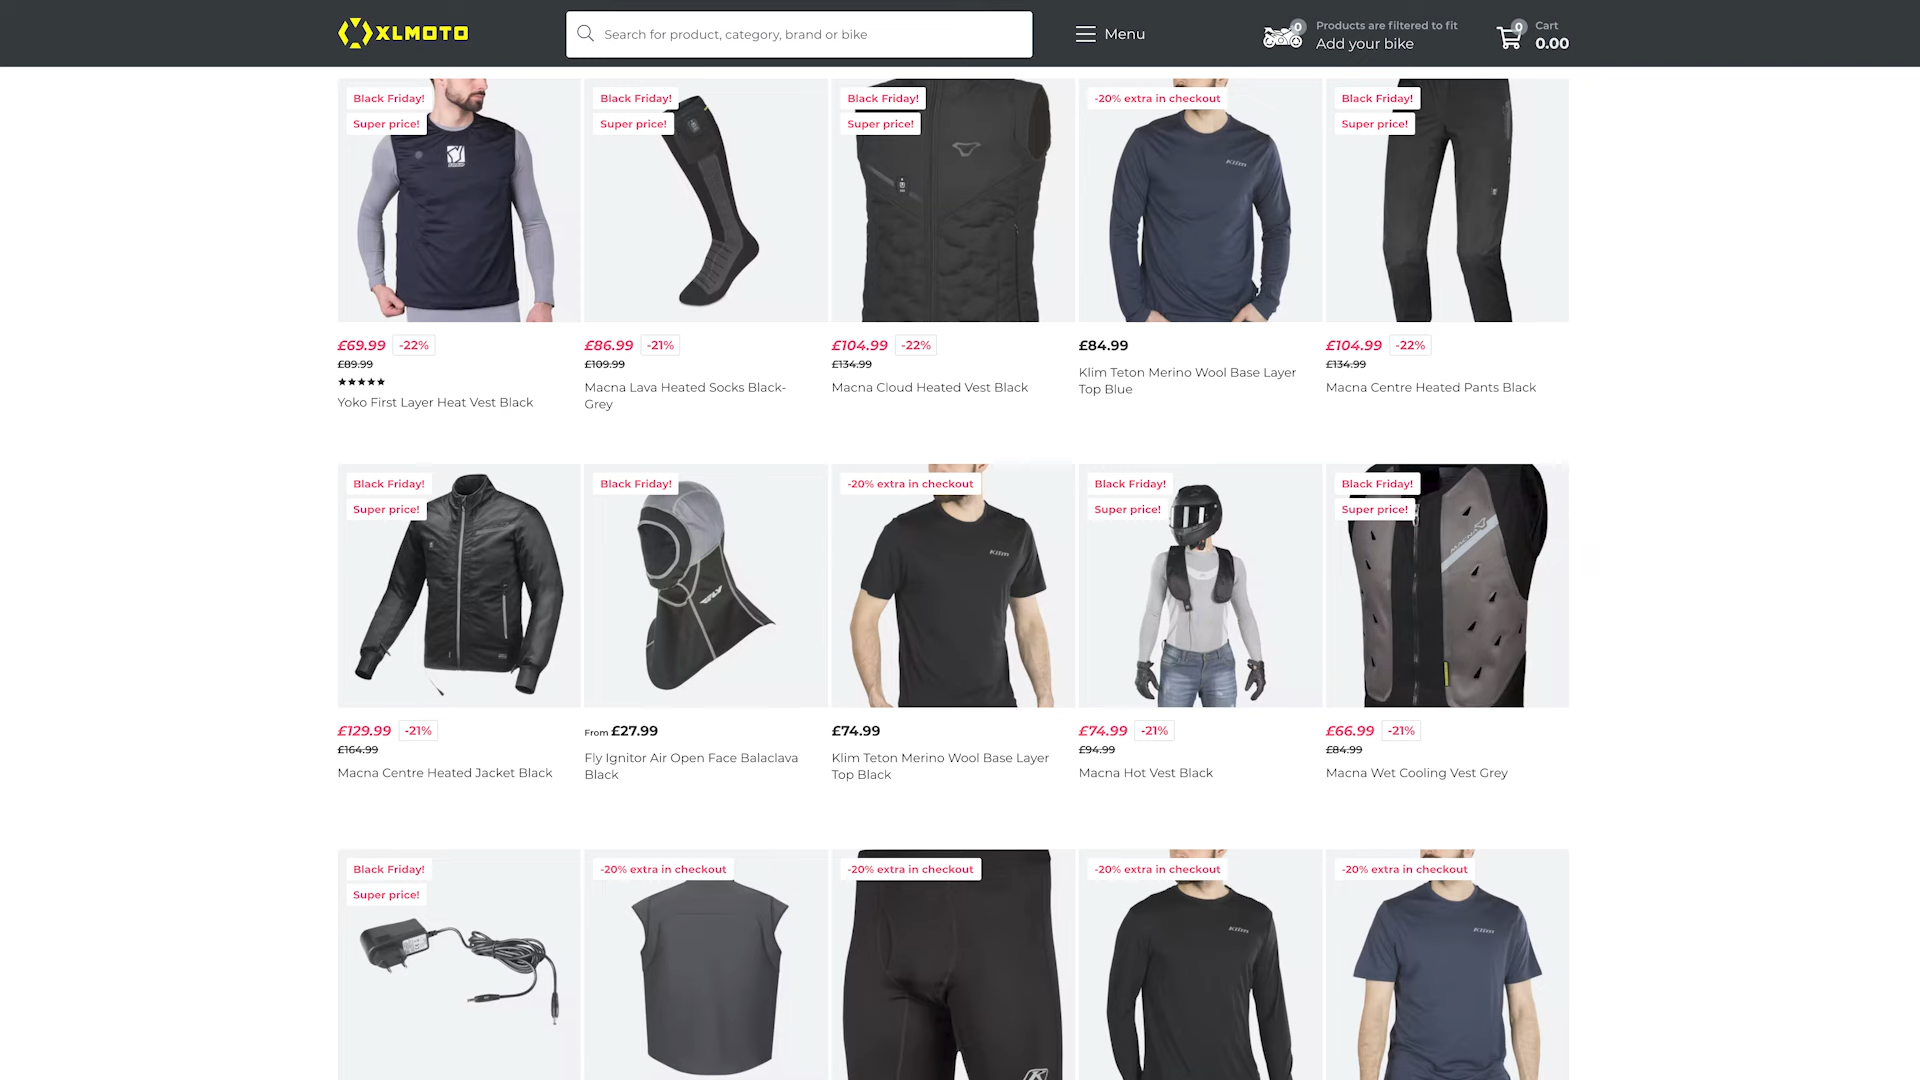 XLMOTO
Search for product, category, brand or bike
Menu
0
Products are filtered to fit
Add your bike
0
Cart
0.00
Black Friday!
Super price!
£69.99 -22%
£89.99
★★★★★
Yoko First Layer Heat Vest Black
Black Friday!
Super price!
£86.99 -21%
£109.99
Macna Lava Heated Socks Black-
Grey
Black Friday!
Super price!
£104.99 -22%
£134.99
Macna Cloud Heated Vest Black
-20% extra in checkout
Klim
£84.99
Klim Teton Merino Wool Base Layer
Top Blue
Black Friday!
Super price!
£104.99 -22%
£134.99
Macna Centre Heated Pants Black
Black Friday!
Super price!
£129.99 -21%
£164.99
Macna Centre Heated Jacket Black
Black Friday!
FLY
From £27.99
Fly Ignitor Air Open Face Balaclava
Black
-20% extra in checkout
Klim
£74.99
Klim Teton Merino Wool Base Layer
Top Black
Black Friday!
Super price!
£74.99 -21%
£94.99
Macna Hot Vest Black
Black Friday!
Super price!
MACNA
£66.99 -21%
£84.99
Macna Wet Cooling Vest Grey
Black Friday!
Super price!
-20% extra in checkout
-20% extra in checkout
-20% extra in checkout
Klim
-20% extra in checkout
Klim